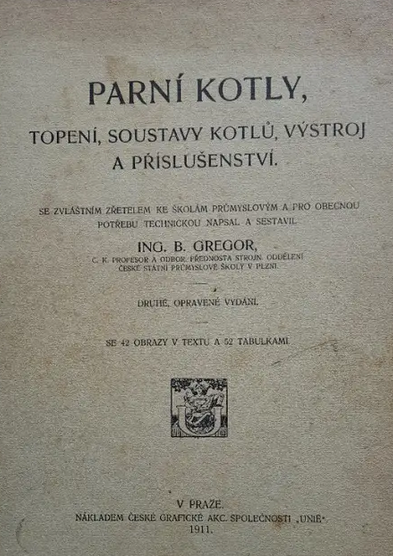 PARNÍ KOTLY,
TOPENÍ, SOUSTAVY KOTLŮ, VÝSTROJ
A PŘÍSLUŠENSTVÍ.
SE ZVLÁŠTNÍM ZŘETELEM KE ŠKOLÁM PRŮMYSLOVÝM A PRO OBECNOU
POTŘEBU TECHNICKOU NAPSAL A SESTAVIL
ING. B. GREGOR,
C. K. PROFESOR A ODBOR. PŘEDNOSTA STROJN. ODDĚLENÍ
ČESKÉ STÁTNÍ PRŮMYSLOVÉ ŠKOLY V PLZNI.
DRUHÉ, OPRAVENÉ VYDÁNÍ.
SE 42 OBRAZY V TEXTU A 52 TABULKAMI.
V PRAZE.
NÁKLADEM ČESKÉ GRAFICKÉ AKC. SPOLEČNOSTI „UNIE“.
1911.